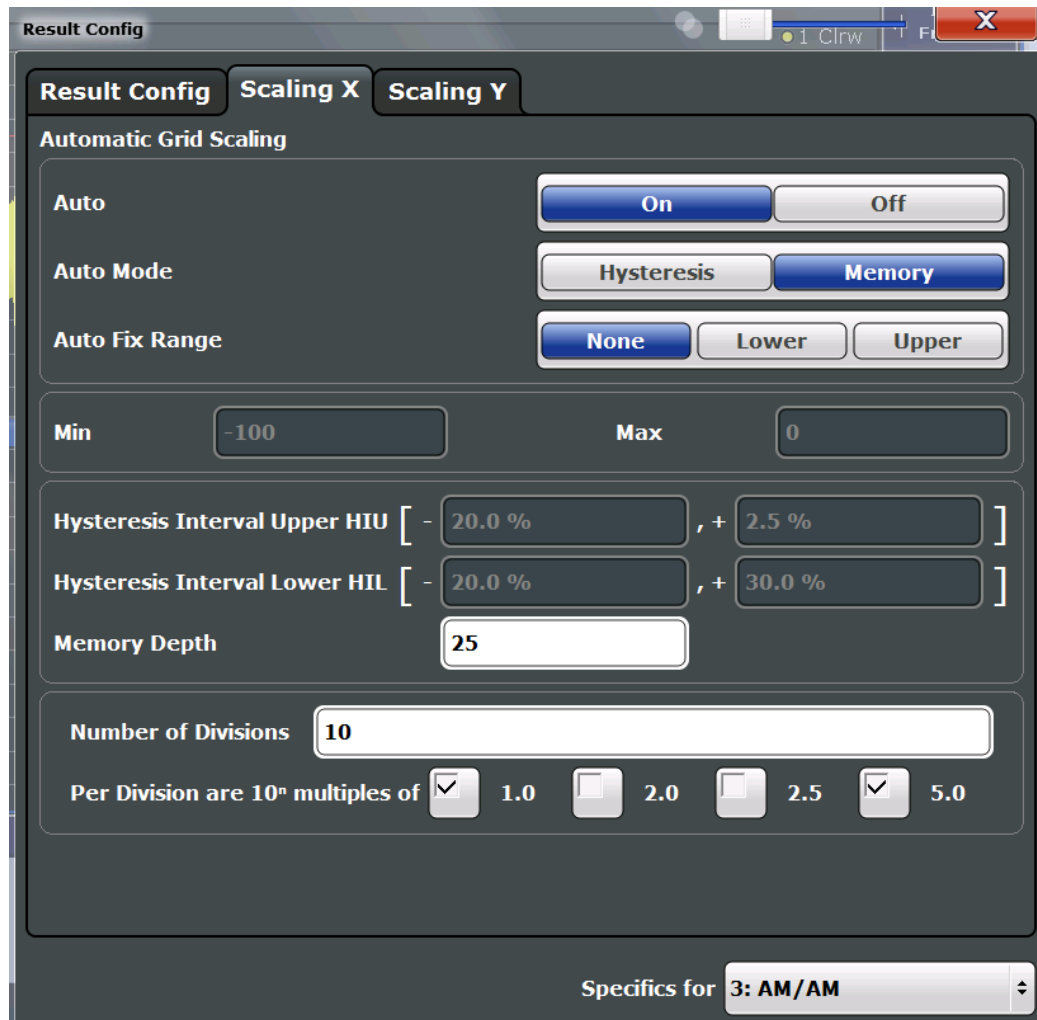 Result Config
1 Clrw
X
Result Config Scaling X Scaling Y
Automatic Grid Scaling
Auto On Off
Auto Mode Hysteresis Memory
Auto Fix Range None Lower Upper
Min -100 Max 0
Hysteresis Interval Upper HIU [ - 20.0 % , + 2.5 % ]
Hysteresis Interval Lower HIL [ - 20.0 % , + 30.0 % ]
Memory Depth 25
Number of Divisions 10
Per Division are 10ⁿ multiples of 1.0 2.0 2.5 5.0
Specifics for 3: AM/AM